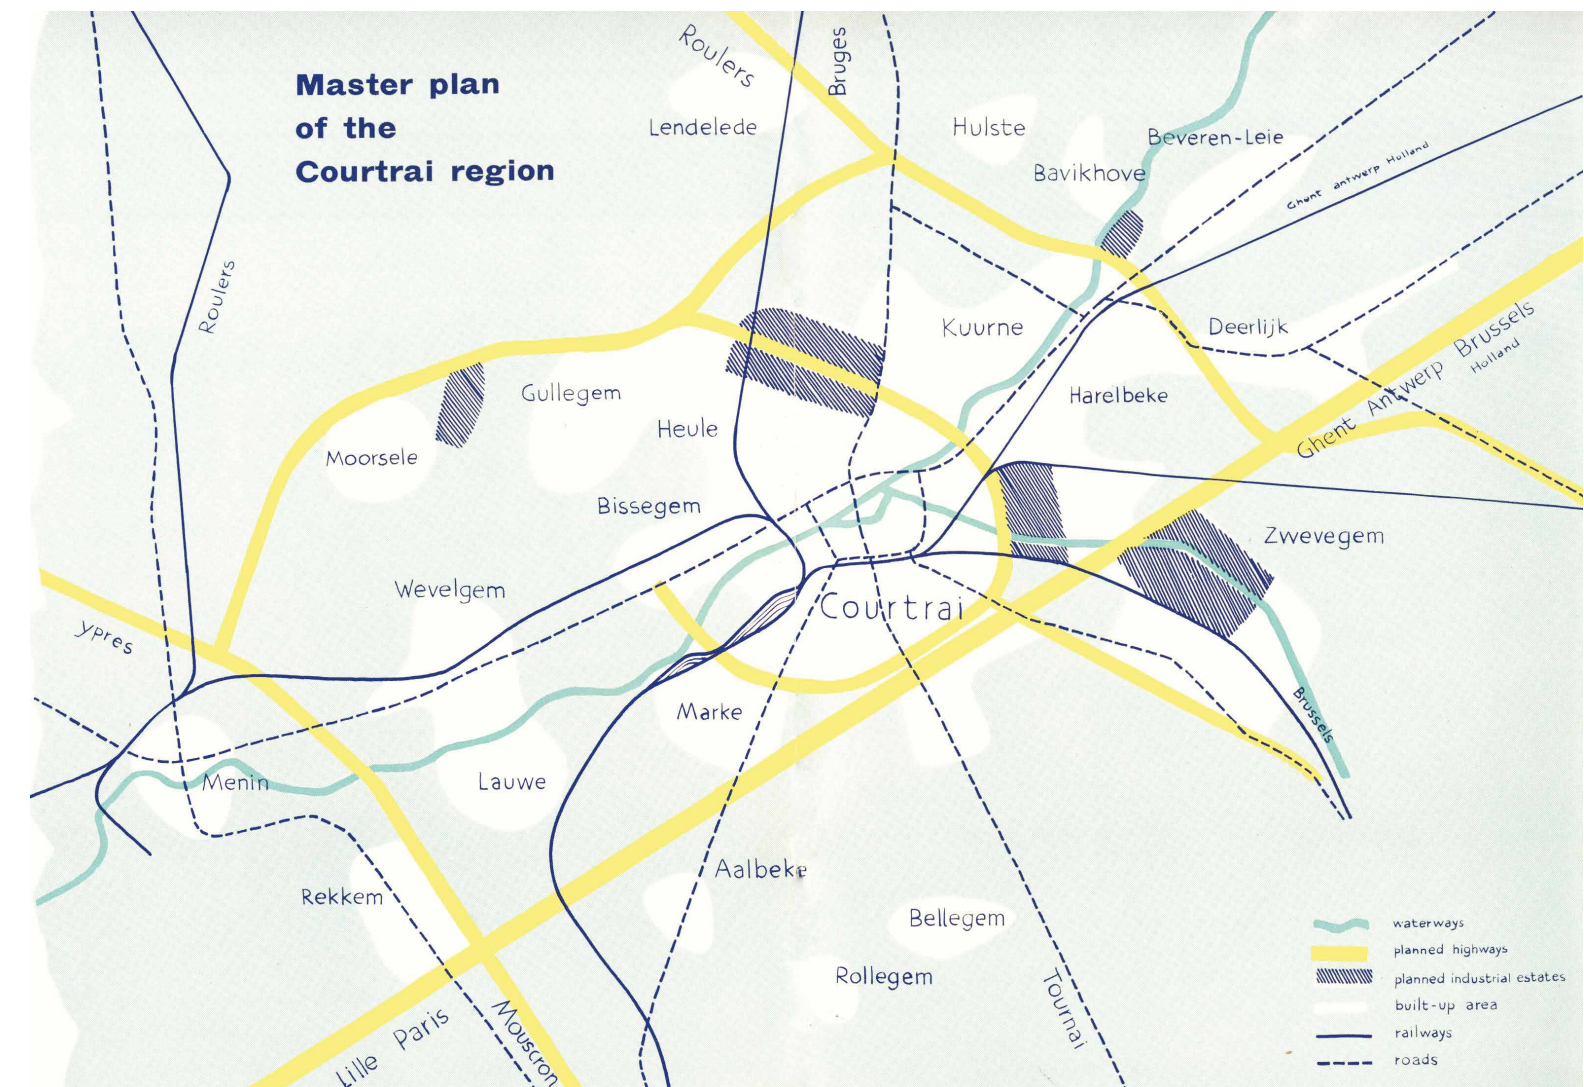 Master plan
of the
Courtrai region
Roulers
Bruges
Lendelede
Hulste
Beveren-Leie
Bavikhove
Ghent antwerp Holland
Roulers
Kuurne
Deerlijk
Ghent Antwerp Brussels
Holland
Gullegem
Harelbeke
Heule
Moorsele
Bissegem
Zwevegem
Wevelgem
Courtrai
ypres
Marke
Brussels
Menin
Lauwe
Aalbeke
Rekkem
Bellegem
Rollegem
Tournai
Mouscron
Lille Paris
waterways
planned highways
planned industrial estates
built-up area
railways
roads